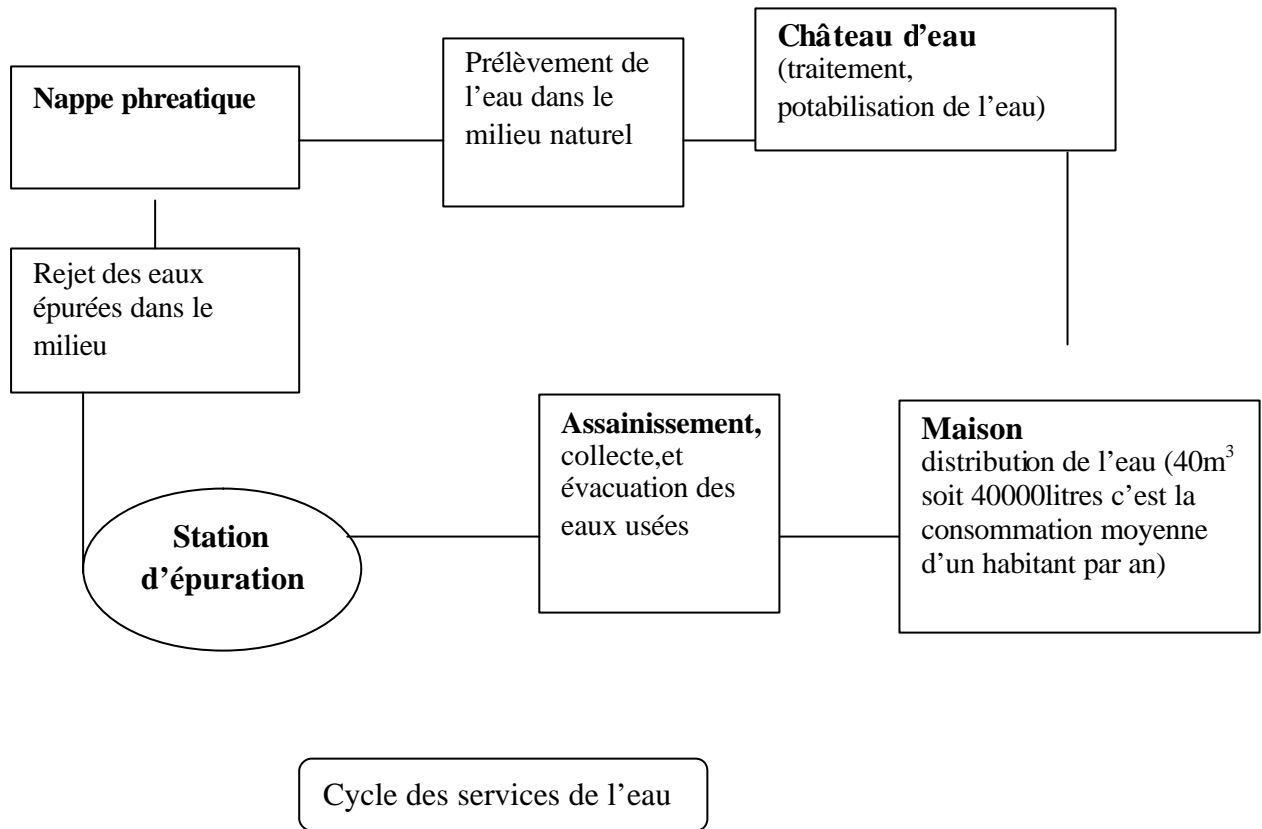 Nappe phreatique
Prélèvement de
l’eau dans le
milieu naturel
Château d’eau
(traitement,
potabilisation de l’eau)
Rejet des eaux
épurées dans le
milieu
Station
d’épuration
Assainissement,
collecte,et
évacuation des
eaux usées
Maison
distribution de l’eau (40m³
soit 40000litres c’est la
consommation moyenne
d’un habitant par an)
Cycle des services de l’eau